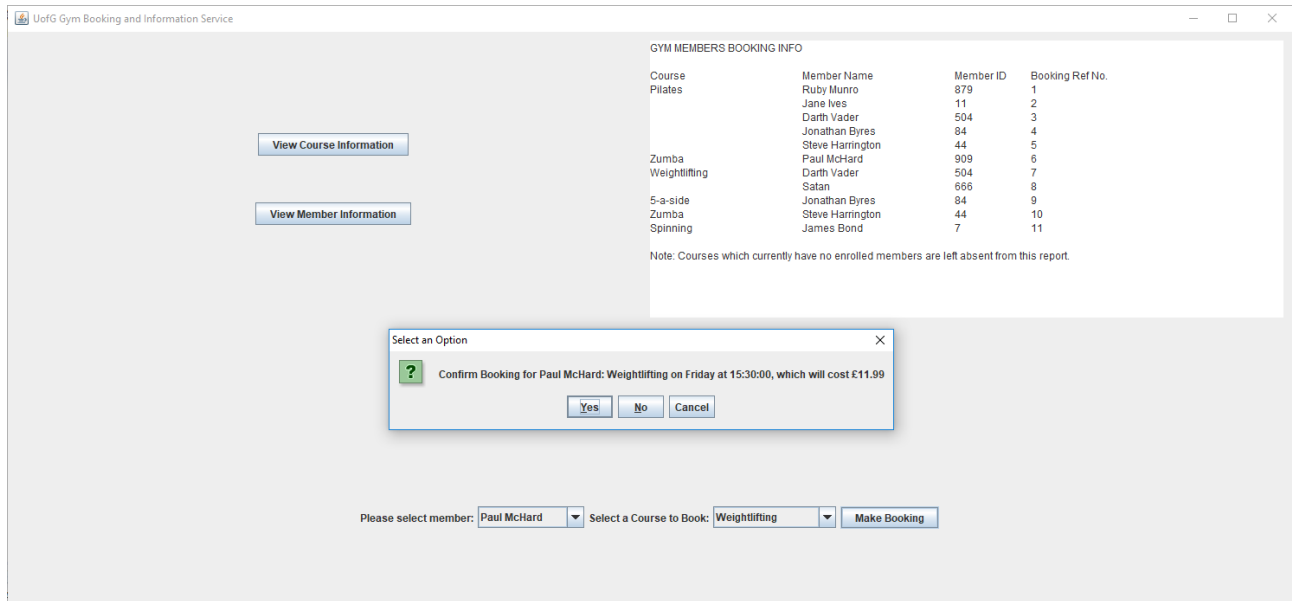 UofG Gym Booking and Information Service
GYM MEMBERS BOOKING INFO
Course Member Name Member ID Booking Ref No.
Pilates Ruby Munro 879 1
Jane Ives 11 2
Darth Vader 504 3
Jonathan Byres 84 4
Steve Harrington 44 5
Zumba Paul McHard 909 6
Weightlifting Darth Vader 504 7
Satan 666 8
5-a-side Jonathan Byres 84 9
Zumba Steve Harrington 44 10
Spinning James Bond 7 11
Note: Courses which currently have no enrolled members are left absent from this report.
View Course Information
View Member Information
Select an Option
? Confirm Booking for Paul McHard: Weightlifting on Friday at 15:30:00, which will cost £11.99
Yes No Cancel
Please select member: Paul McHard Select a Course to Book: Weightlifting Make Booking